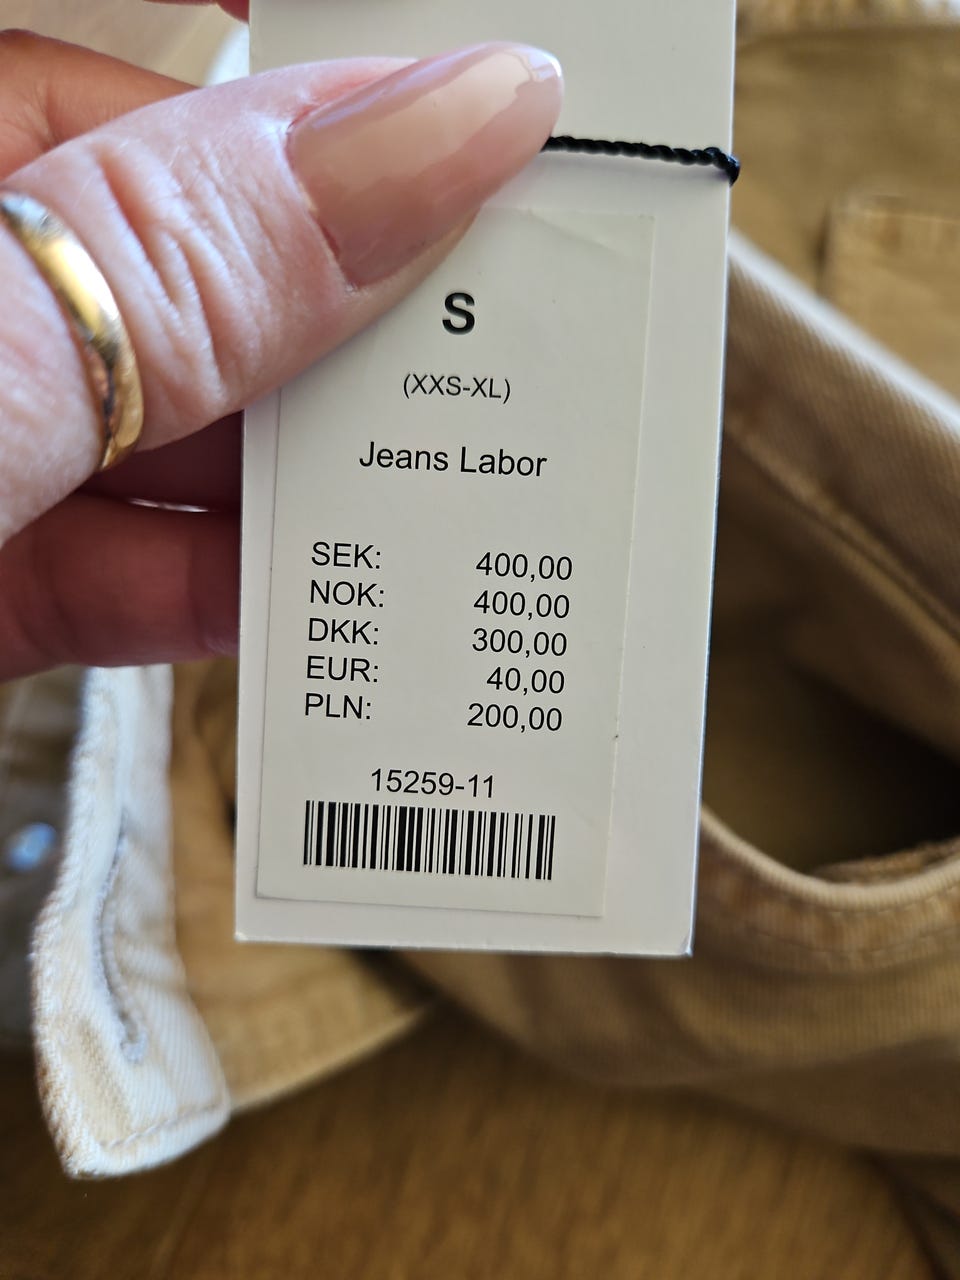 S
(XXS-XL)
Jeans Labor
SEK: 400,00
NOK: 400,00
DKK: 300,00
EUR: 40,00
PLN: 200,00
15259-11